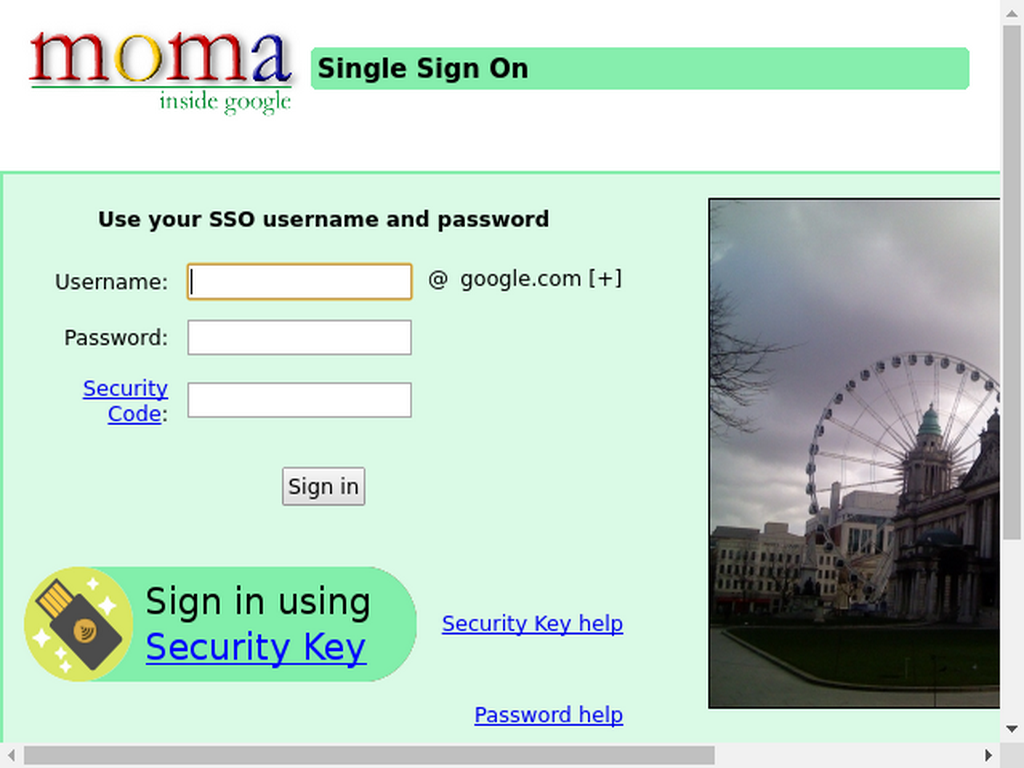 moma
inside google
Single Sign On
Use your SSO username and password
Username: @ google.com [+]
Password:
Security
Code:
Sign in
Sign in using
Security Key
Security Key help
Password help